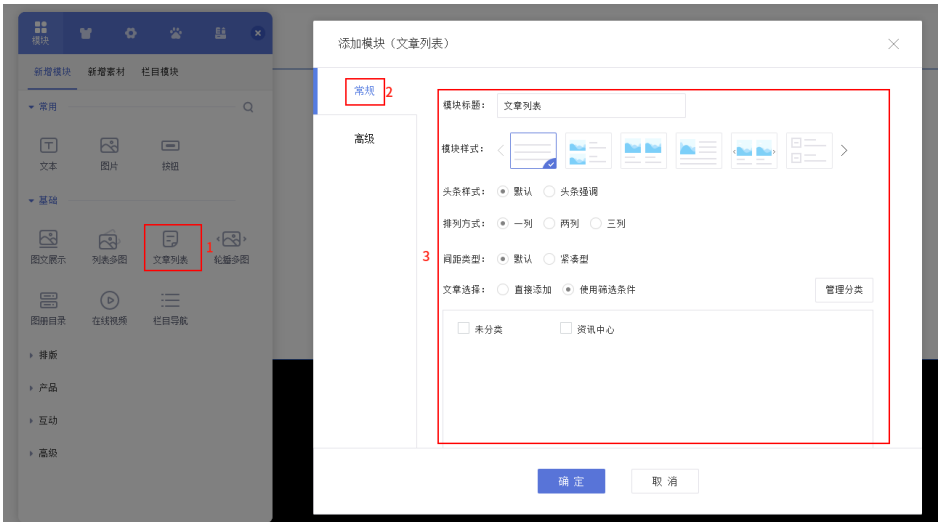 模块
新增模块 新增素材 栏目模块
常用
文本 图片 按钮
基础
图文展示 列表多图 文章列表 1 轮播多图
图册目录 在线视频 栏目导航
排版
产品
互动
高级
添加模块（文章列表）
常规 2
高级
模块标题： 文章列表
模块样式：
头条样式： 默认 头条强调
排列方式： 一列 两列 三列
3 间距类型： 默认 紧凑型
文章选择： 直接添加 使用筛选条件 管理分类
未分类 资讯中心
确 定 取 消